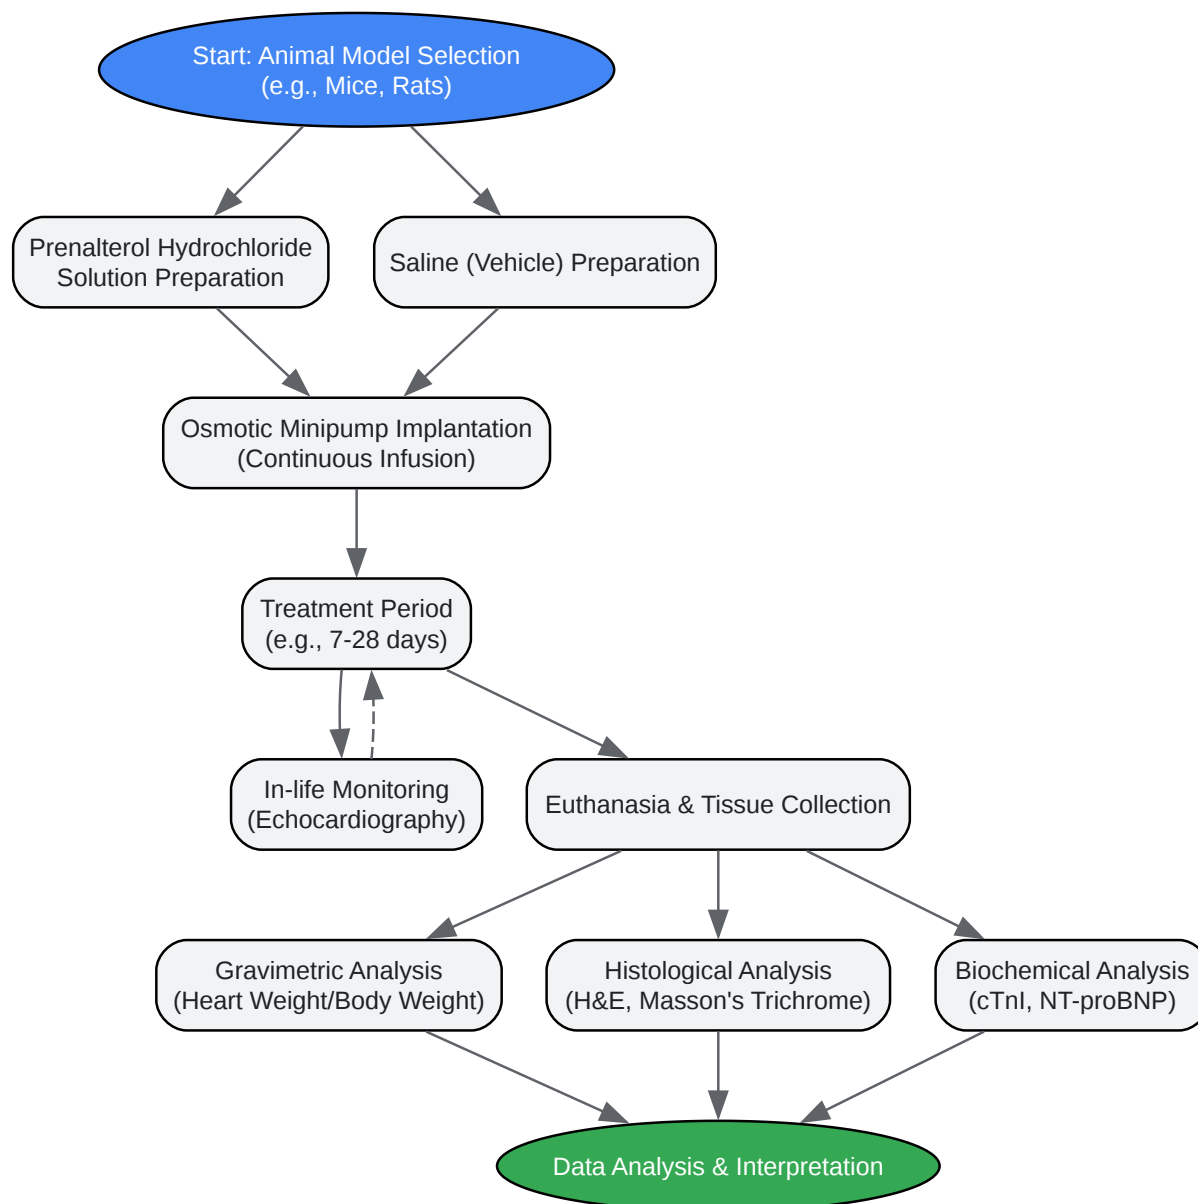 Start: Animal Model Selection
(e.g., Mice, Rats)
Prenalterol Hydrochloride
Solution Preparation
Saline (Vehicle) Preparation
Osmotic Minipump Implantation
(Continuous Infusion)
Treatment Period
(e.g., 7-28 days)
In-life Monitoring
(Echocardiography)
Euthanasia & Tissue Collection
Gravimetric Analysis
(Heart Weight/Body Weight)
Histological Analysis
(H&E, Masson's Trichrome)
Biochemical Analysis
(cTnI, NT-proBNP)
Data Analysis & Interpretation